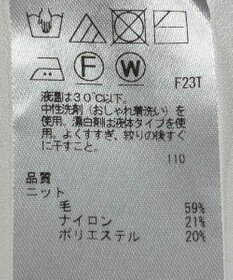 F
W
F23T
液温は30℃以下。
中性洗剤（おしゃれ着洗い）を
使用。漂白剤は液体タイプを使
用。よくすすぎ、絞りの後すぐ
に干すこと。
110
品質
ニット
毛 59%
ナイロン 21%
ポリエステル 20%